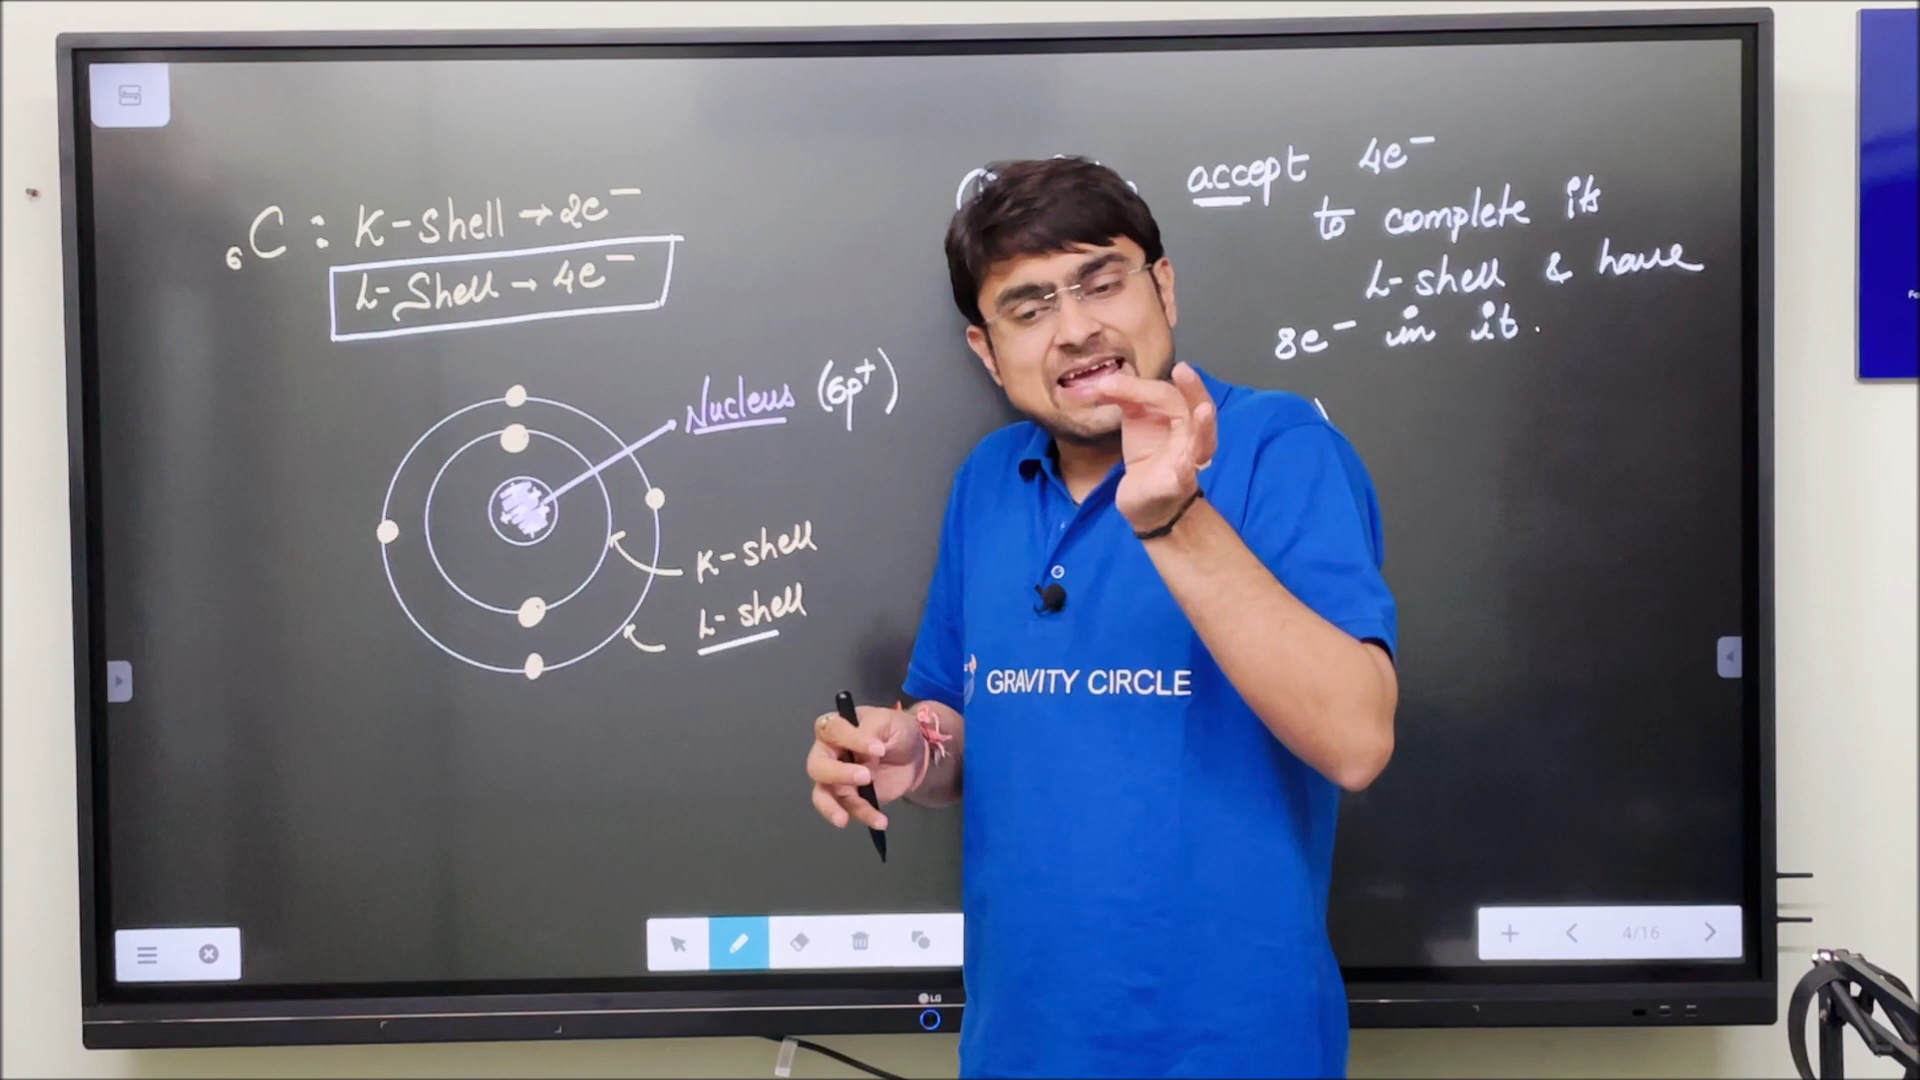 ₆C : K-Shell → 2e⁻
L-Shell → 4e⁻
Nucleus (6p⁺)
K-shell
L-shell
accept 4e⁻
to complete its
L-shell & have
8e⁻ in it.
GRAVITY CIRCLE
4/16
LG